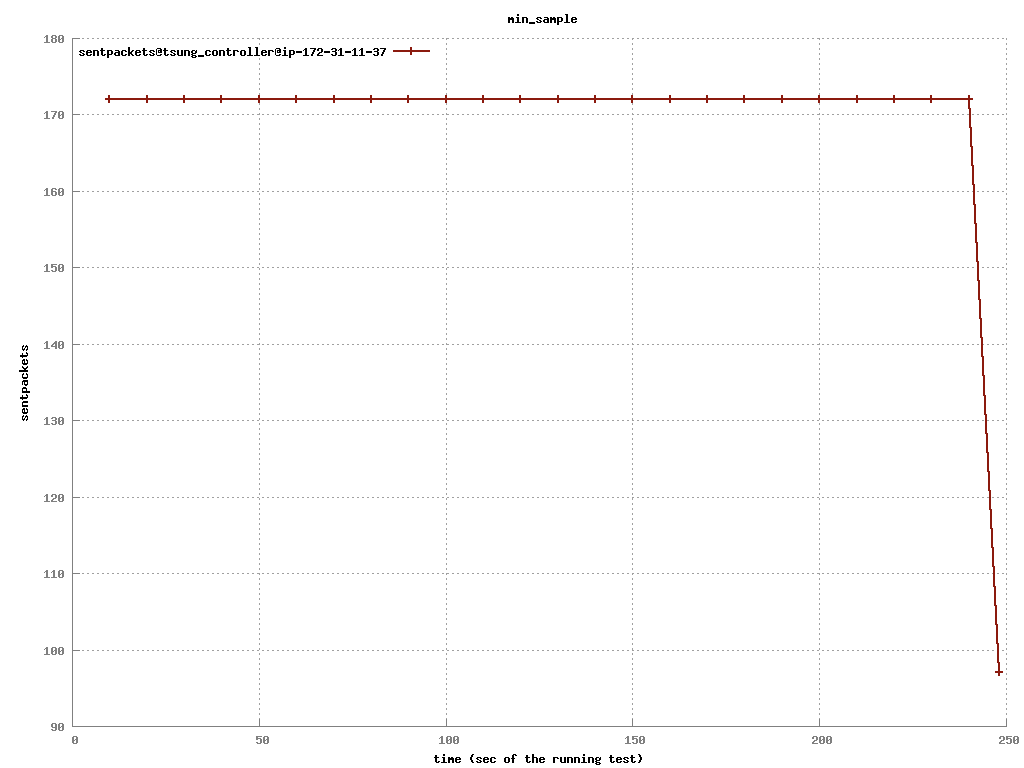 min_sample
180
sentpackets@tsung_controller@ip-172-31-11-37
170
160
150
140
130
120
110
100
90
sentpackets
0 50 100 150 200 250
time (sec of the running test)